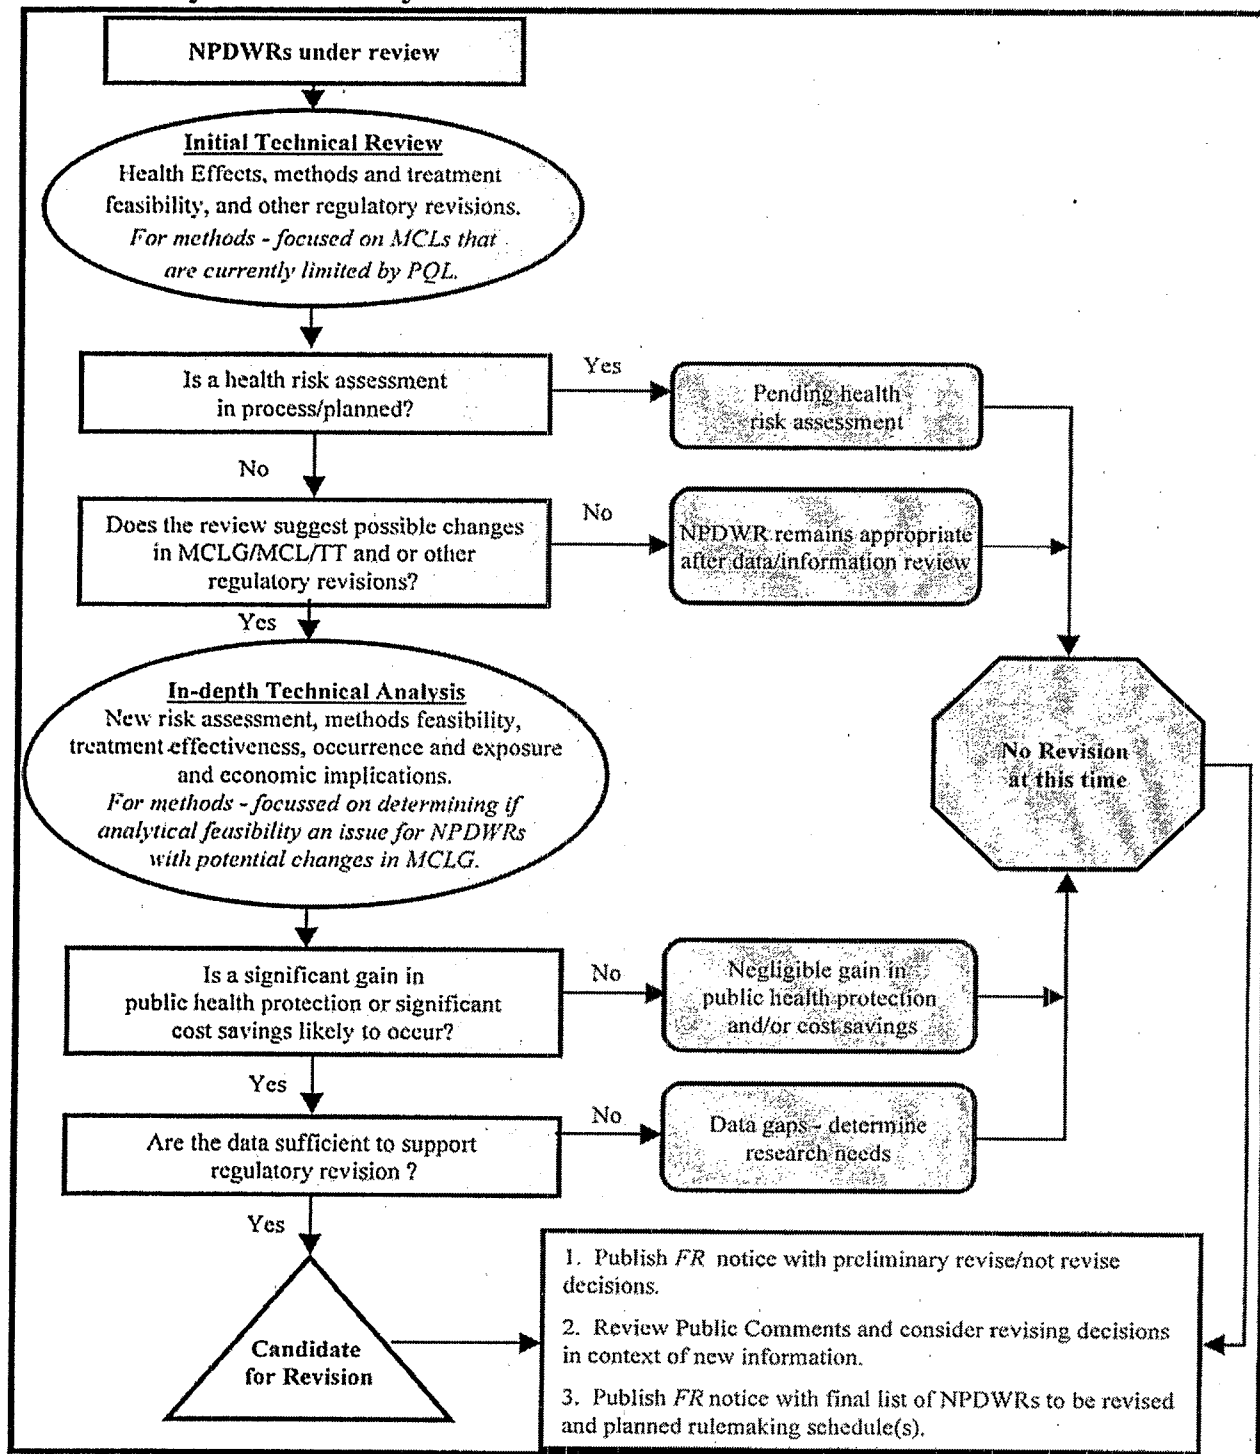 NPDWRs under review
Initial Technical Review
Health Effects, methods and treatment
feasibility, and other regulatory revisions.
For methods - focused on MCLs that
are currently limited by PQL.
Is a health risk assessment
in process/planned?
Yes
Pending health
risk assessment
No
Does the review suggest possible changes
in MCLG/MCL/TT and or other
regulatory revisions?
No
NPDWR remains appropriate
after data/information review
Yes
In-depth Technical Analysis
New risk assessment, methods feasibility,
treatment effectiveness, occurrence and exposure
and economic implications.
For methods - focussed on determining if
analytical feasibility an issue for NPDWRs
with potential changes in MCLG.
No Revision
at this time
Is a significant gain in
public health protection or significant
cost savings likely to occur?
No
Negligible gain in
public health protection
and/or cost savings
Yes
Are the data sufficient to support
regulatory revision ?
No
Data gaps - determine
research needs
Yes
Candidate
for Revision
1. Publish FR notice with preliminary revise/not revise
decisions.
2. Review Public Comments and consider revising decisions
in context of new information.
3. Publish FR notice with final list of NPDWRs to be revised
and planned rulemaking schedule(s).